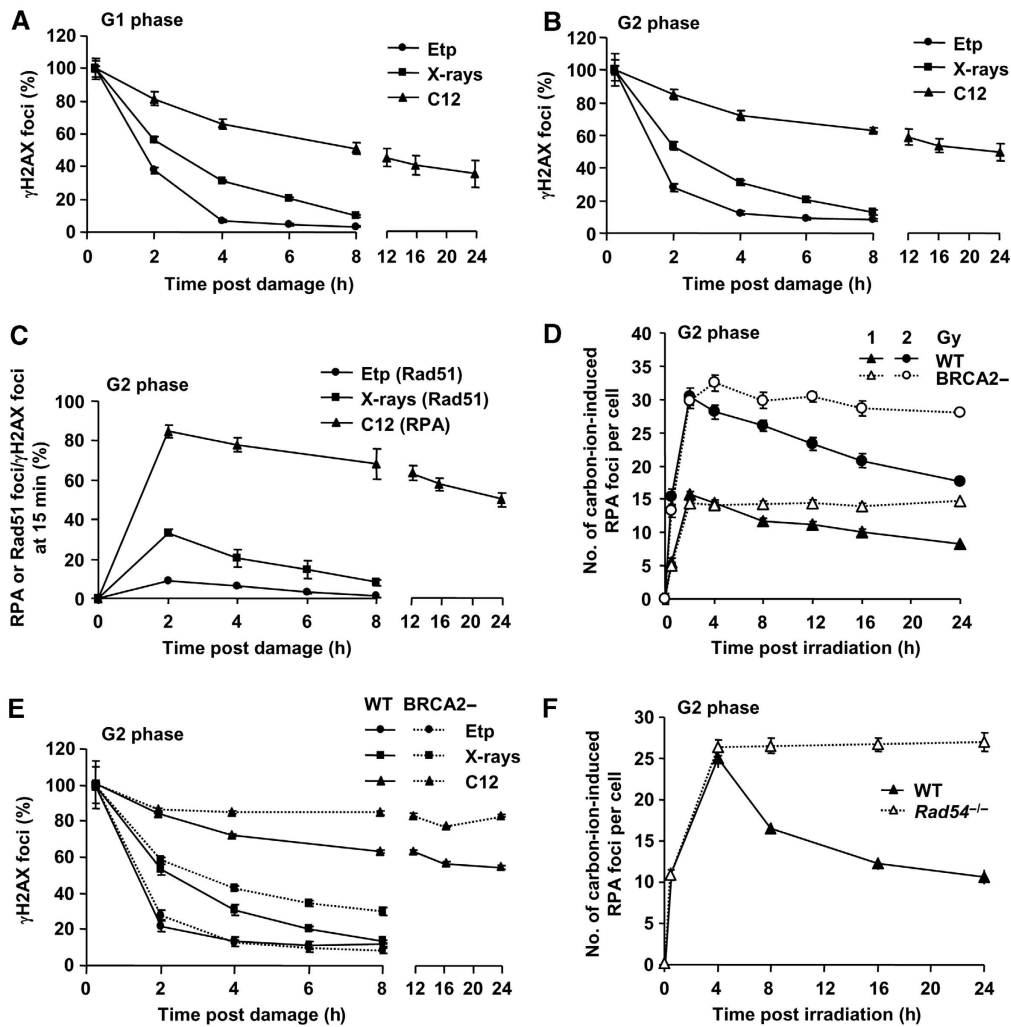 A
G1 phase
Etp
X-rays
C12
γH2AX foci (%)
120
100
80
60
40
20
0
0 2 4 6 8 12 16 20 24
Time post damage (h)
B
G2 phase
Etp
X-rays
C12
γH2AX foci (%)
120
100
80
60
40
20
0
0 2 4 6 8 12 16 20 24
Time post damage (h)
C
G2 phase
Etp (Rad51)
X-rays (Rad51)
C12 (RPA)
RPA or Rad51 foci/γH2AX foci
at 15 min (%)
100
80
60
40
20
0
0 2 4 6 8 12 16 20 24
Time post damage (h)
D
G2 phase
1 2 Gy
WT
BRCA2–
No. of carbon-ion-induced
RPA foci per cell
40
35
30
25
20
15
10
5
0
0 4 8 12 16 20 24
Time post irradiation (h)
E
G2 phase
WT BRCA2–
Etp
X-rays
C12
γH2AX foci (%)
120
100
80
60
40
20
0
0 2 4 6 8 12 16 20 24
Time post damage (h)
F
G2 phase
WT
Rad54–/–
No. of carbon-ion-induced
RPA foci per cell
30
25
20
15
10
5
0
0 4 8 12 16 20 24
Time post irradiation (h)